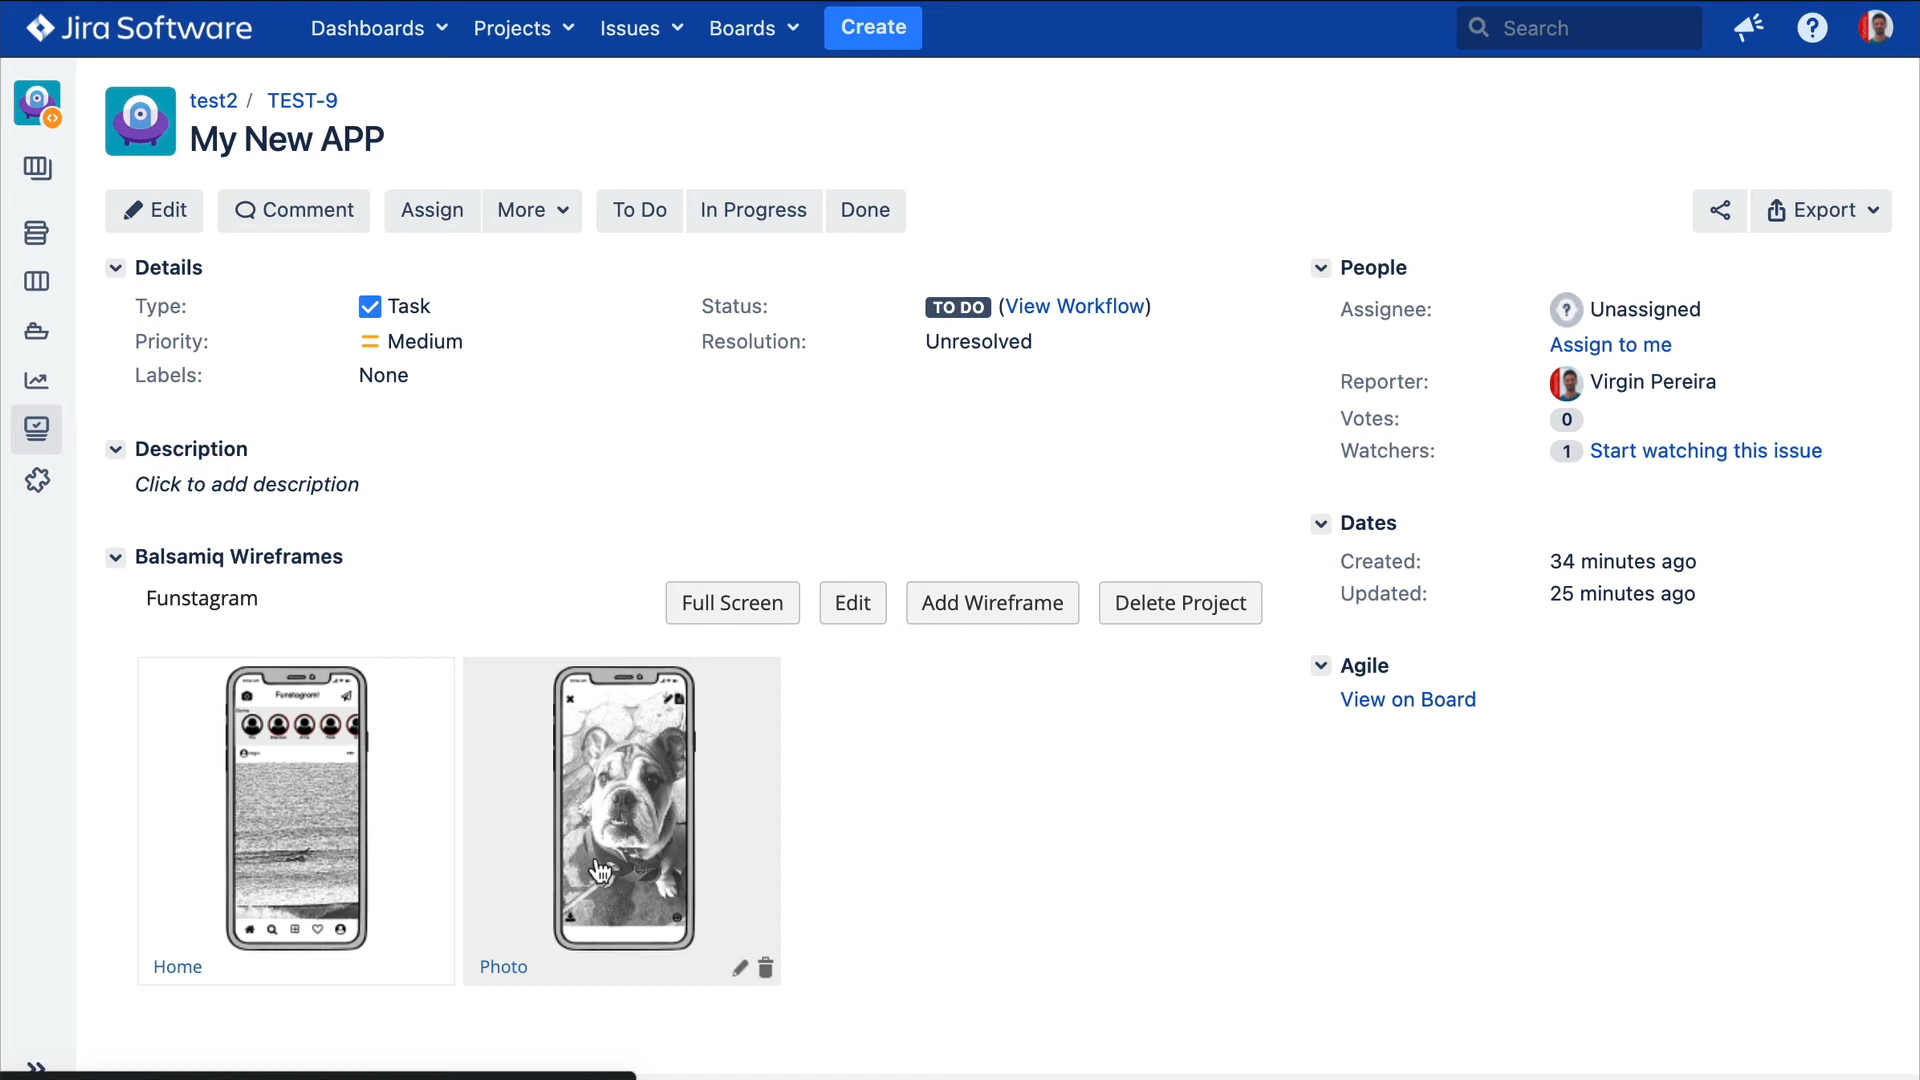 Jira Software Dashboards Projects Issues Boards Create Search
test2 / TEST-9
My New APP
Edit Comment Assign More To Do In Progress Done Export
Details
Type: Task Status: TO DO (View Workflow)
Priority: Medium Resolution: Unresolved
Labels: None
Description
Click to add description
Balsamiq Wireframes
Funstagram Full Screen Edit Add Wireframe Delete Project
Funstogram!
Home
Photo
People
Assignee: Unassigned
Assign to me
Reporter: Virgin Pereira
Votes: 0
Watchers: 1 Start watching this issue
Dates
Created: 34 minutes ago
Updated: 25 minutes ago
Agile
View on Board